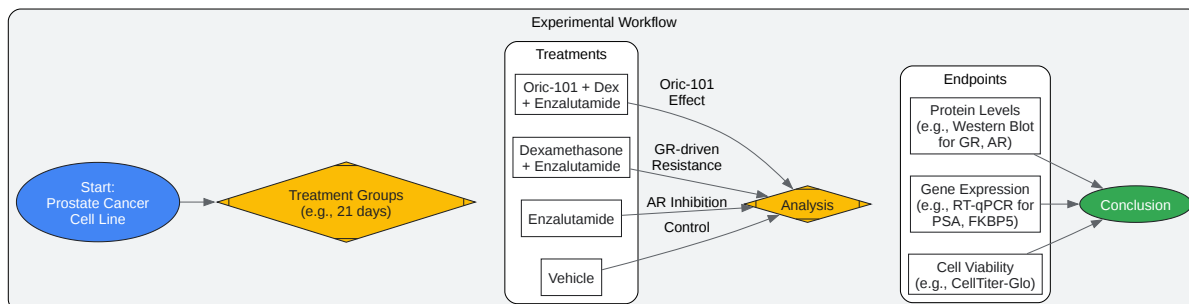 Experimental Workflow
Start:
Prostate Cancer
Cell Line
Treatment Groups
(e.g., 21 days)
Treatments
Oric-101 + Dex
+ Enzalutamide
Dexamethasone
+ Enzalutamide
Enzalutamide
Vehicle
Oric-101
Effect
GR-driven
Resistance
AR Inhibition
Control
Analysis
Endpoints
Protein Levels
(e.g., Western Blot
for GR, AR)
Gene Expression
(e.g., RT-qPCR for
PSA, FKBP5)
Cell Viability
(e.g., CellTiter-Glo)
Conclusion